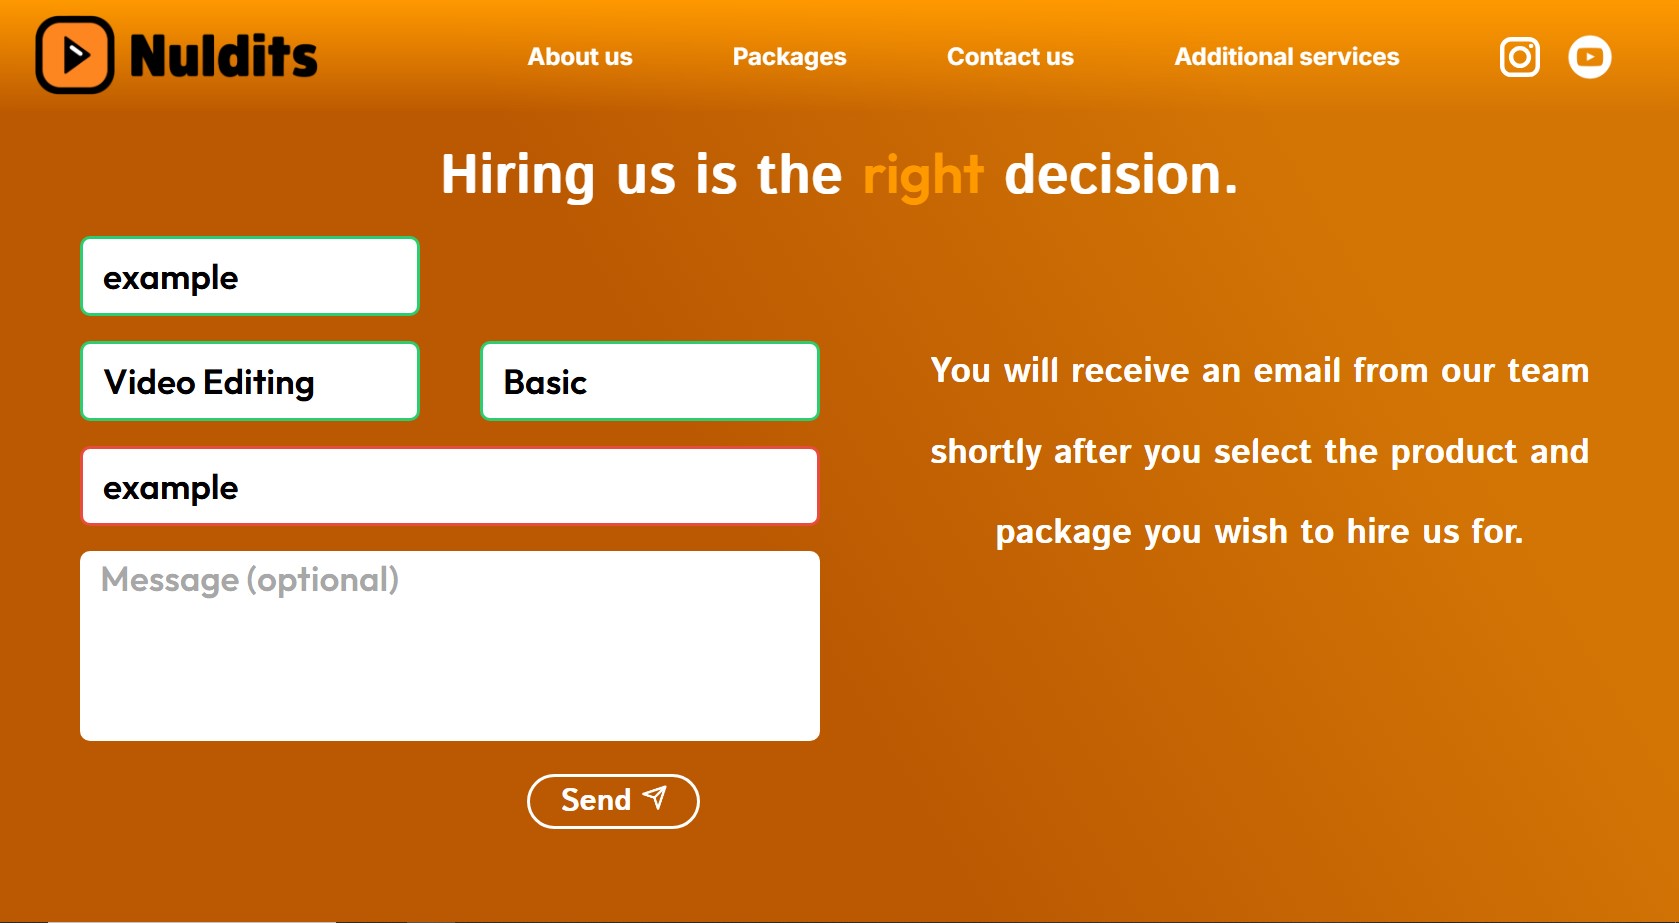 Nuldits
About us
Packages
Contact us
Additional services
Hiring us is the right decision.
example
Video Editing
Basic
example
Message (optional)
Send
You will receive an email from our team
shortly after you select the product and
package you wish to hire us for.